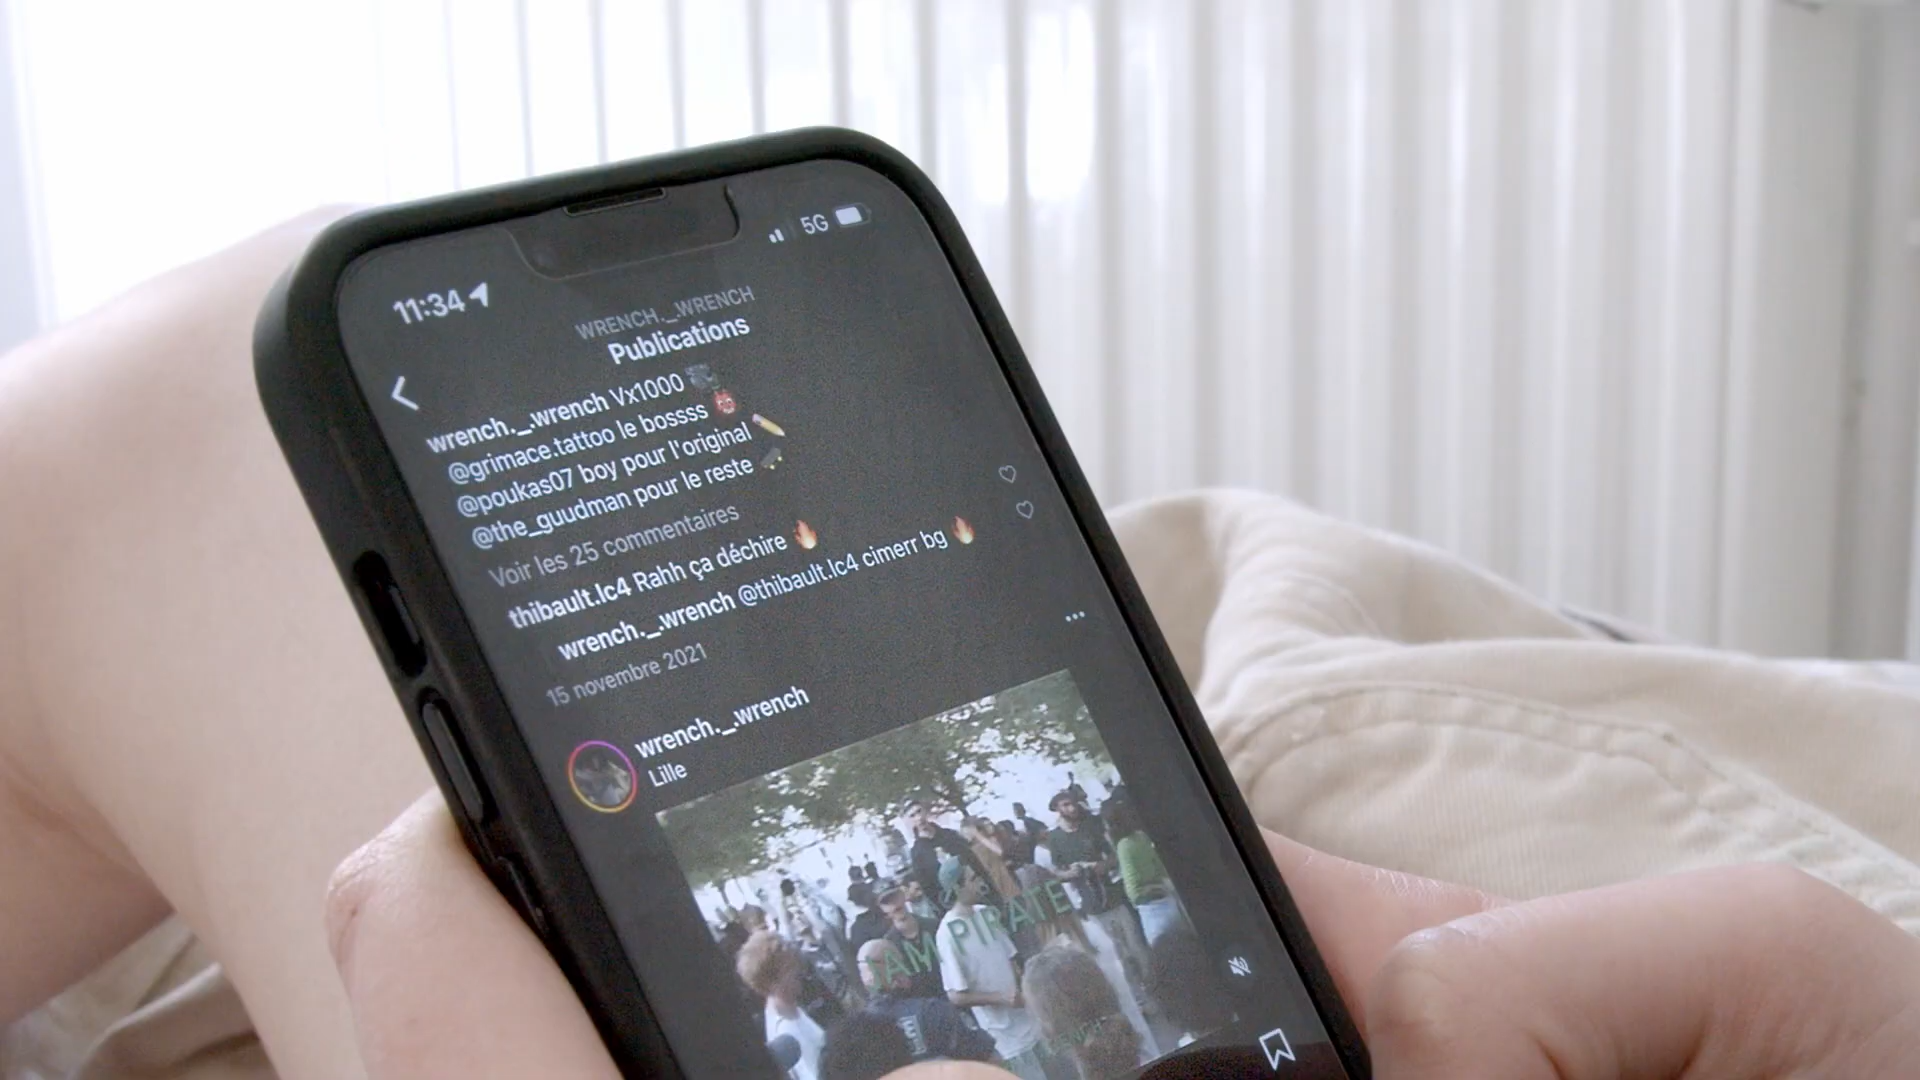 11:34
5G
WRENCH._.WRENCH
Publications
wrench._.wrench Vx1000
@grimace.tattoo le bossss
@poukas07 boy pour l'original
@the_guudman pour le reste
Voir les 25 commentaires
thibault.lc4 Rahh ça déchire 🔥
wrench._.wrench @thibault.lc4 cimerr bg 🔥
15 novembre 2021
wrench._.wrench
Lille
JAM PIRATE